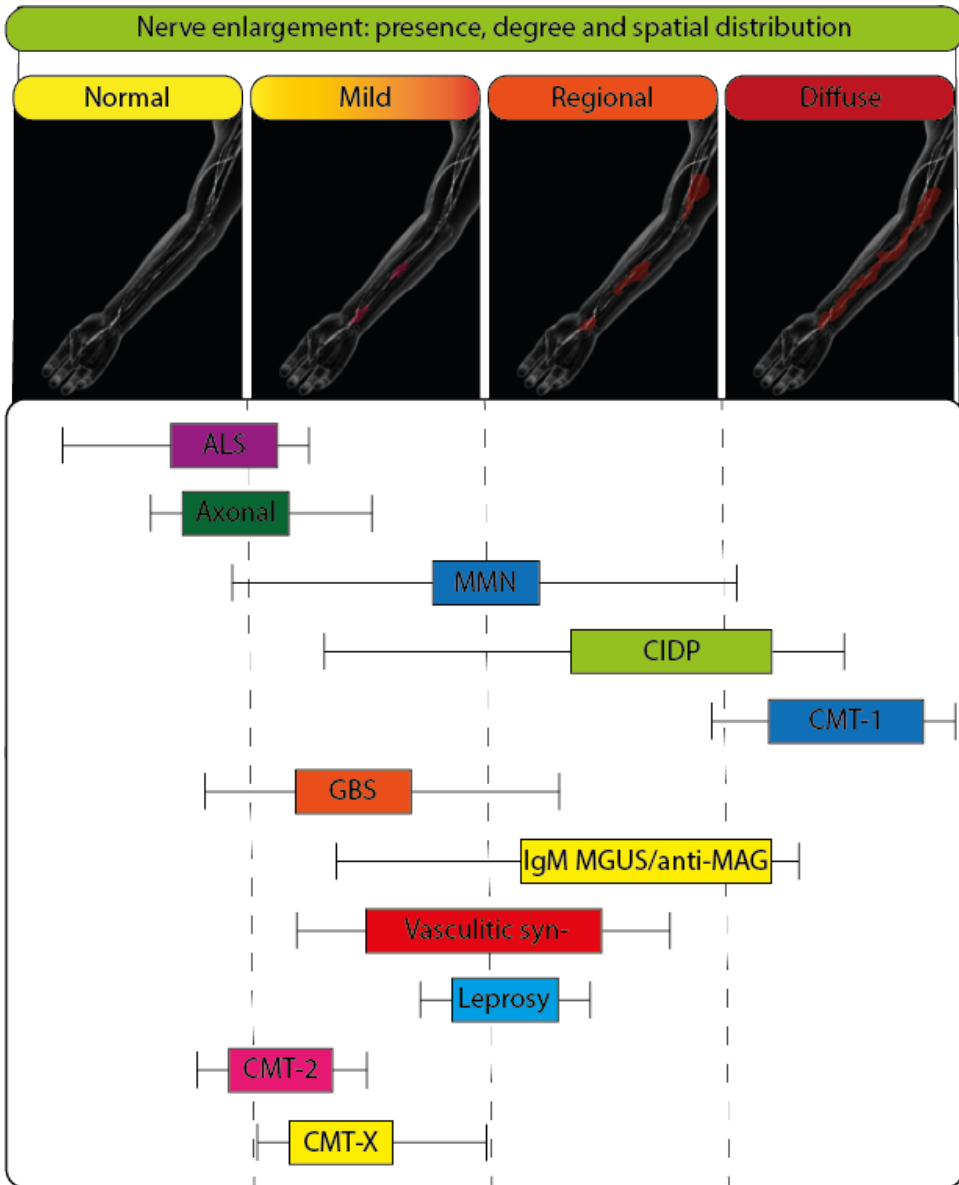 Nerve enlargement: presence, degree and spatial distribution
Normal Mild Regional Diffuse
ALS
Axonal
MMN
CIDP
CMT-1
GBS
IgM MGUS/anti-MAG
Vasculitic syn-
Leprosy
CMT-2
CMT-X